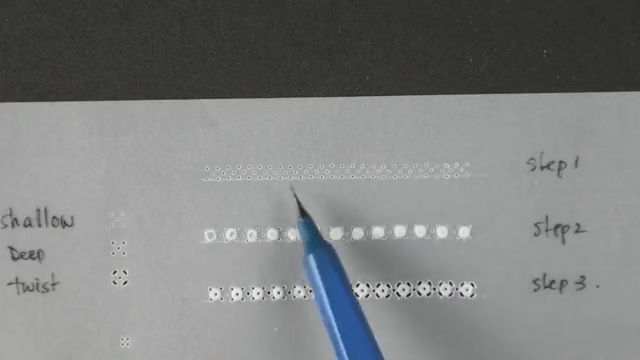 step 1
shallow
step 2
Deep
twist
step 3.